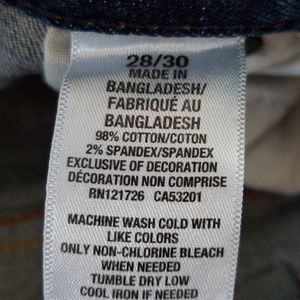 28/30
MADE IN
BANGLADESH/
FABRIQUÉ AU
BANGLADESH
98% COTTON/COTON
2% SPANDEX/SPANDEX
EXCLUSIVE OF DECORATION
DÉCORATION NON COMPRISE
RN121726 CA53201
MACHINE WASH COLD WITH
LIKE COLORS
ONLY NON-CHLORINE BLEACH
WHEN NEEDED
TUMBLE DRY LOW
COOL IRON IF NEEDED